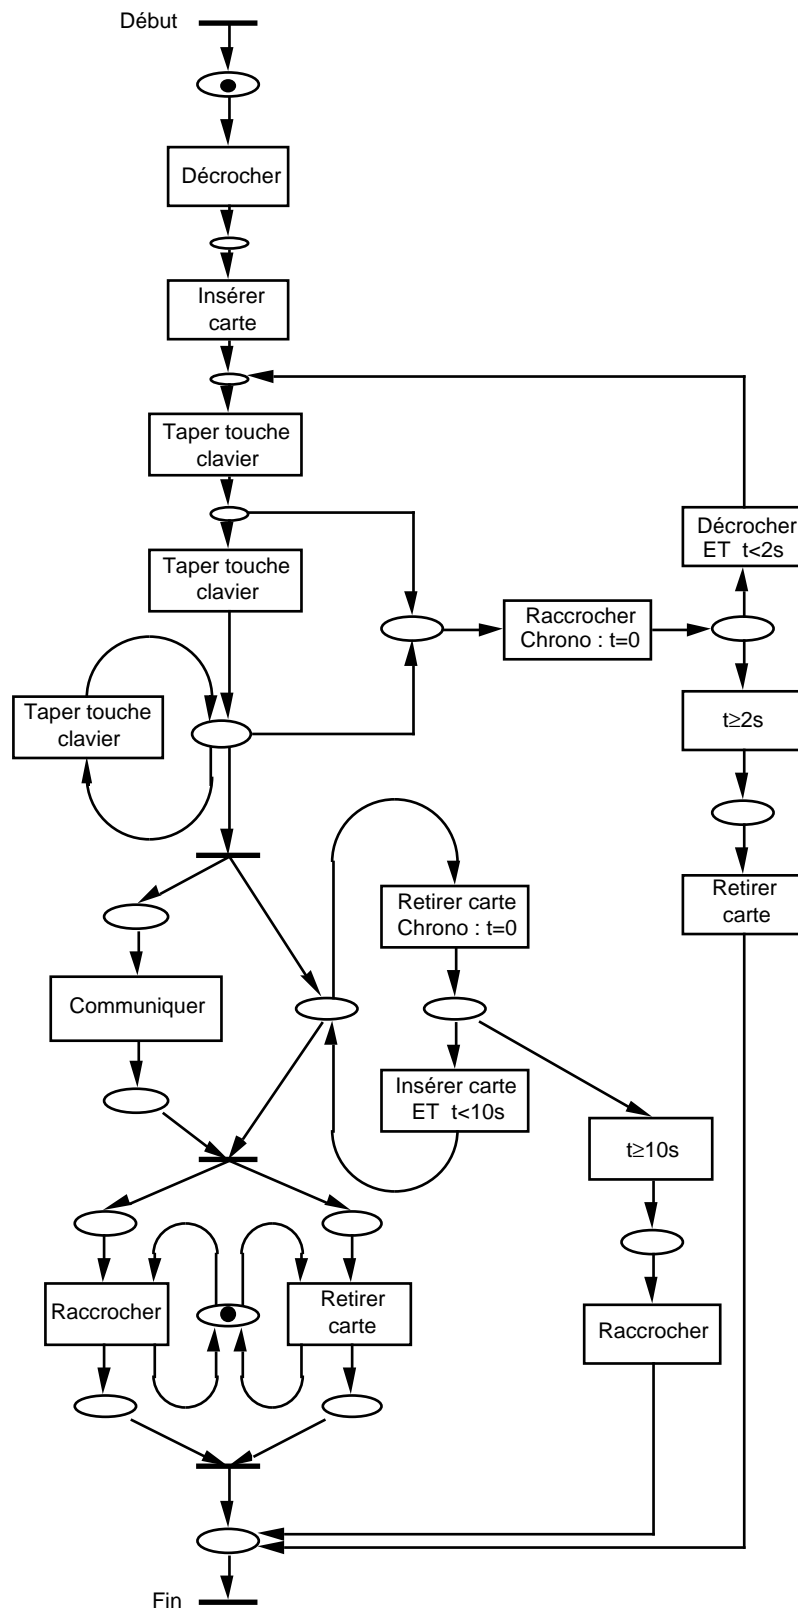 Début
Décrocher
Insérer
carte
Taper touche
clavier
Décrocher
ET t<2s
Taper touche
clavier
Raccrocher
Chrono : t=0
Taper touche
clavier
t≥2s
Retirer carte
Chrono : t=0
Retirer
carte
Communiquer
Insérer carte
ET t<10s
t≥10s
Raccrocher
Retirer
carte
Raccrocher
Fin